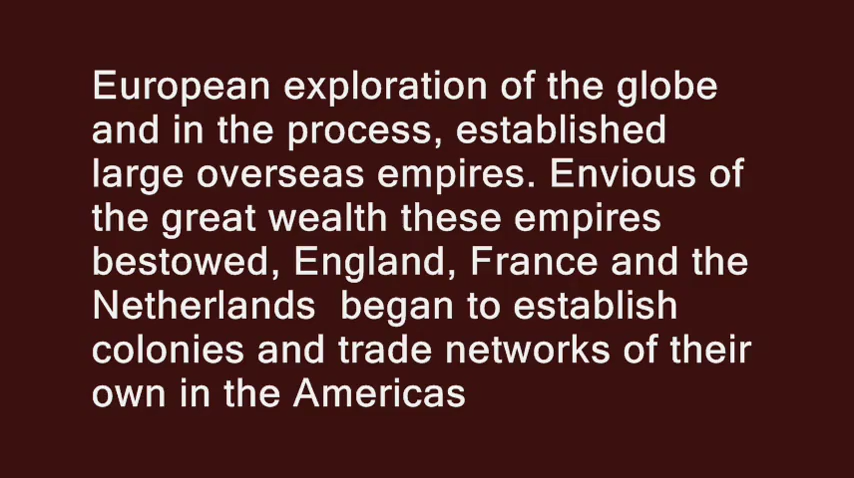 European exploration of the globe
and in the process, established
large overseas empires. Envious of
the great wealth these empires
bestowed, England, France and the
Netherlands  began to establish
colonies and trade networks of their
own in the Americas